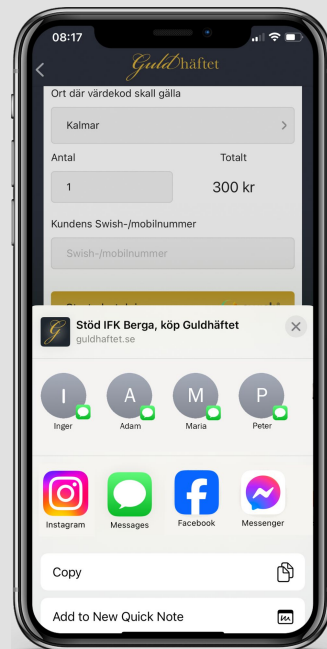 08:17
Guldhäftet
Ort där värdekod skall gälla
Kalmar
Antal
Totalt
1
300 kr
Kundens Swish-/mobilnummer
Swish-/mobilnummer
G
Stöd IFK Berga, köp Guldhäftet
guldhaftet.se
I
A
M
P
Inger
Adam
Maria
Peter
Instagram
Messages
Facebook
Messenger
Copy
Add to New Quick Note